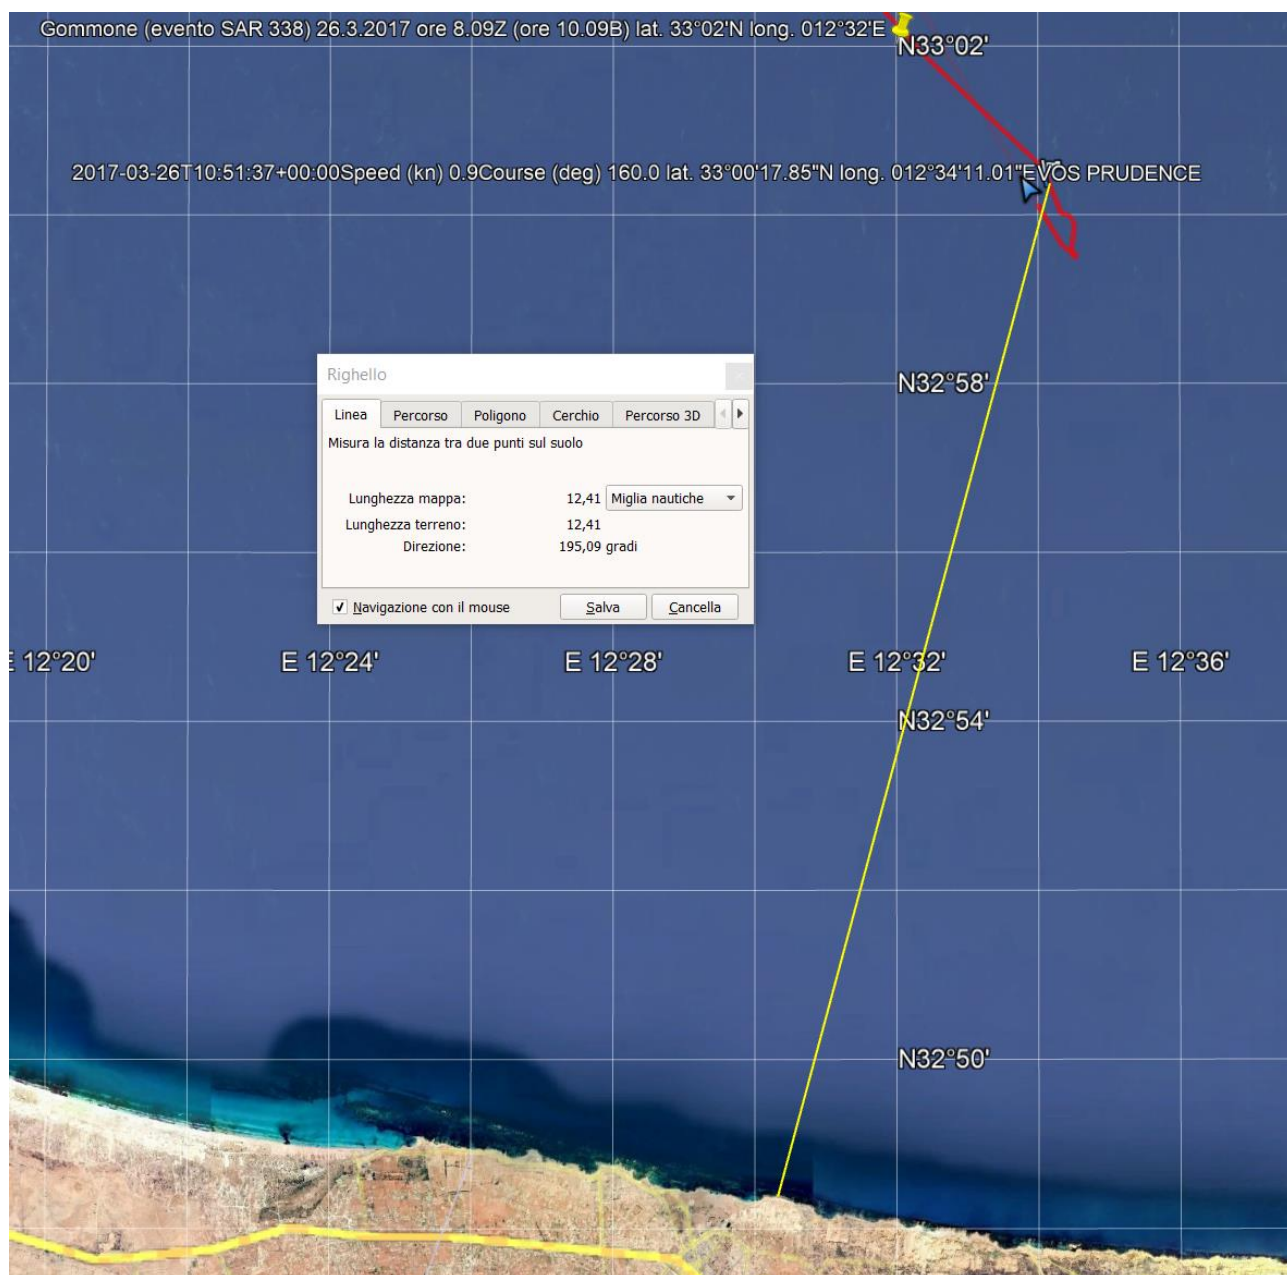 Gommone (evento SAR 338) 26.3.2017 ore 8.09Z (ore 10.09B) lat. 33°02'N long. 012°32'E
N33°02'
2017-03-26T10:51:37+00:00Speed (kn) 0.9Course (deg) 160.0 lat. 33°00'17.85"N long. 012°34'11.01"EVOS PRUDENCE
Righello
N32°58'
Linea Percorso Poligono Cerchio Percorso 3D
Misura la distanza tra due punti sul suolo
Lunghezza mappa: 12,41 Miglia nautiche
Lunghezza terreno: 12,41
Direzione: 195,09 gradi
Navigazione con il mouse Salva Cancella
E 12°20' E 12°24' E 12°28' E 12°32' E 12°36'
N32°54'
N32°50'